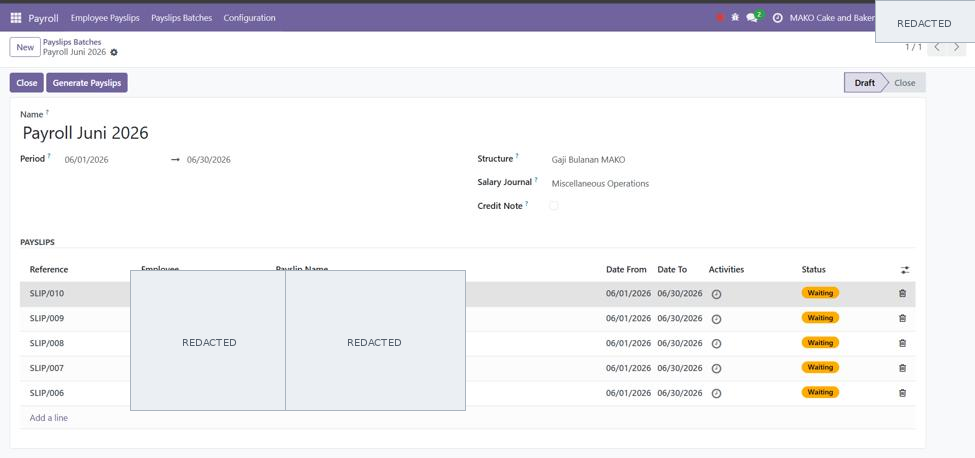 Payroll Employee Payslips Payslips Batches Configuration 2 MAKO Cake and Baker REDACTED
New Payslips Batches 1 / 1
Payroll Juni 2026
Close Generate Payslips Draft Close
Name ?
Payroll Juni 2026
Period ? 06/01/2026 → 06/30/2026 Structure ? Gaji Bulanan MAKO
Salary Journal ? Miscellaneous Operations
Credit Note ?
PAYSLIPS
Reference Employee Payslip Name Date From Date To Activities Status
SLIP/010 06/01/2026 06/30/2026 Waiting
SLIP/009 06/01/2026 06/30/2026 Waiting
SLIP/008 REDACTED REDACTED 06/01/2026 06/30/2026 Waiting
SLIP/007 06/01/2026 06/30/2026 Waiting
SLIP/006 06/01/2026 06/30/2026 Waiting
Add a line